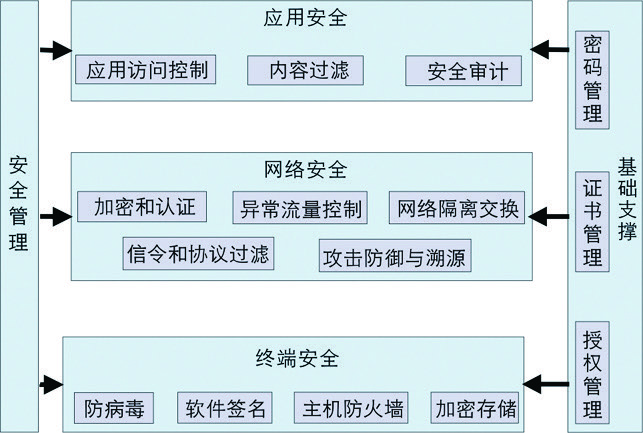 应用安全
应用访问控制 内容过滤 安全审计
安全管理
网络安全
加密和认证 异常流量控制 网络隔离交换
信令和协议过滤 攻击防御与溯源
终端安全
防病毒 软件签名 主机防火墙 加密存储
密码管理
证书管理
授权管理
基础支撑